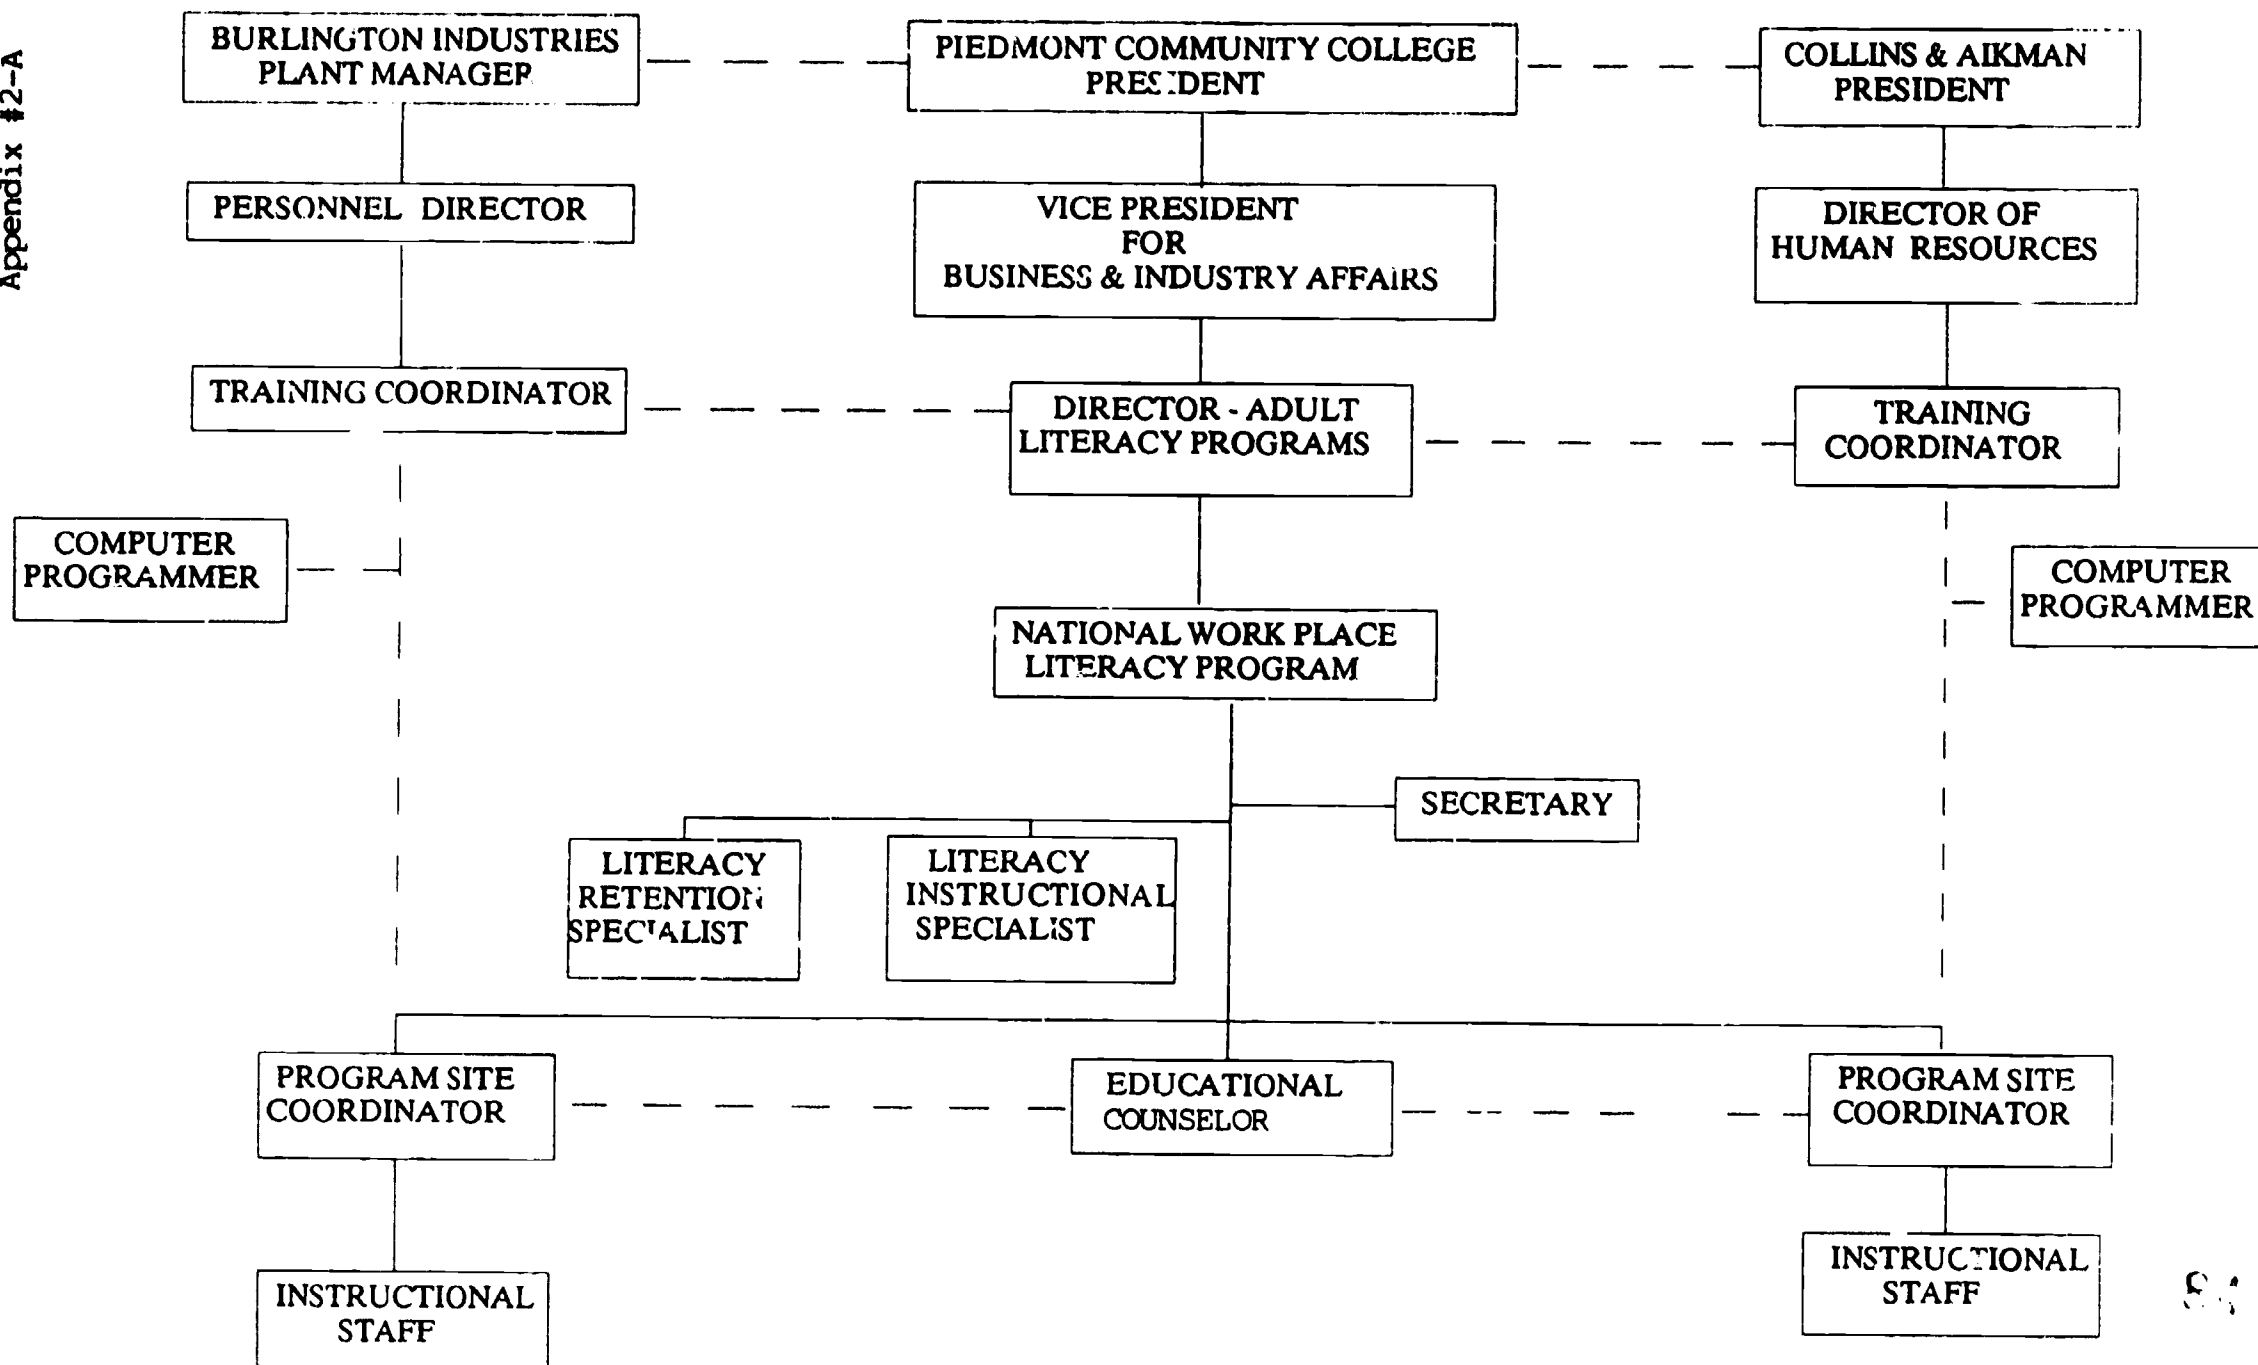 Appendix #2-A
BURLINGTON INDUSTRIES
PLANT MANAGER
PIEDMONT COMMUNITY COLLEGE
PRESIDENT
COLLINS & AIKMAN
PRESIDENT
PERSONNEL DIRECTOR
VICE PRESIDENT
FOR
BUSINESS & INDUSTRY AFFAIRS
DIRECTOR OF
HUMAN RESOURCES
TRAINING COORDINATOR
DIRECTOR - ADULT
LITERACY PROGRAMS
TRAINING
COORDINATOR
COMPUTER
PROGRAMMER
COMPUTER
PROGRAMMER
NATIONAL WORK PLACE
LITERACY PROGRAM
SECRETARY
LITERACY
RETENTION
SPECIALIST
LITERACY
INSTRUCTIONAL
SPECIALIST
PROGRAM SITE
COORDINATOR
EDUCATIONAL
COUNSELOR
PROGRAM SITE
COORDINATOR
INSTRUCTIONAL
STAFF
INSTRUCTIONAL
STAFF